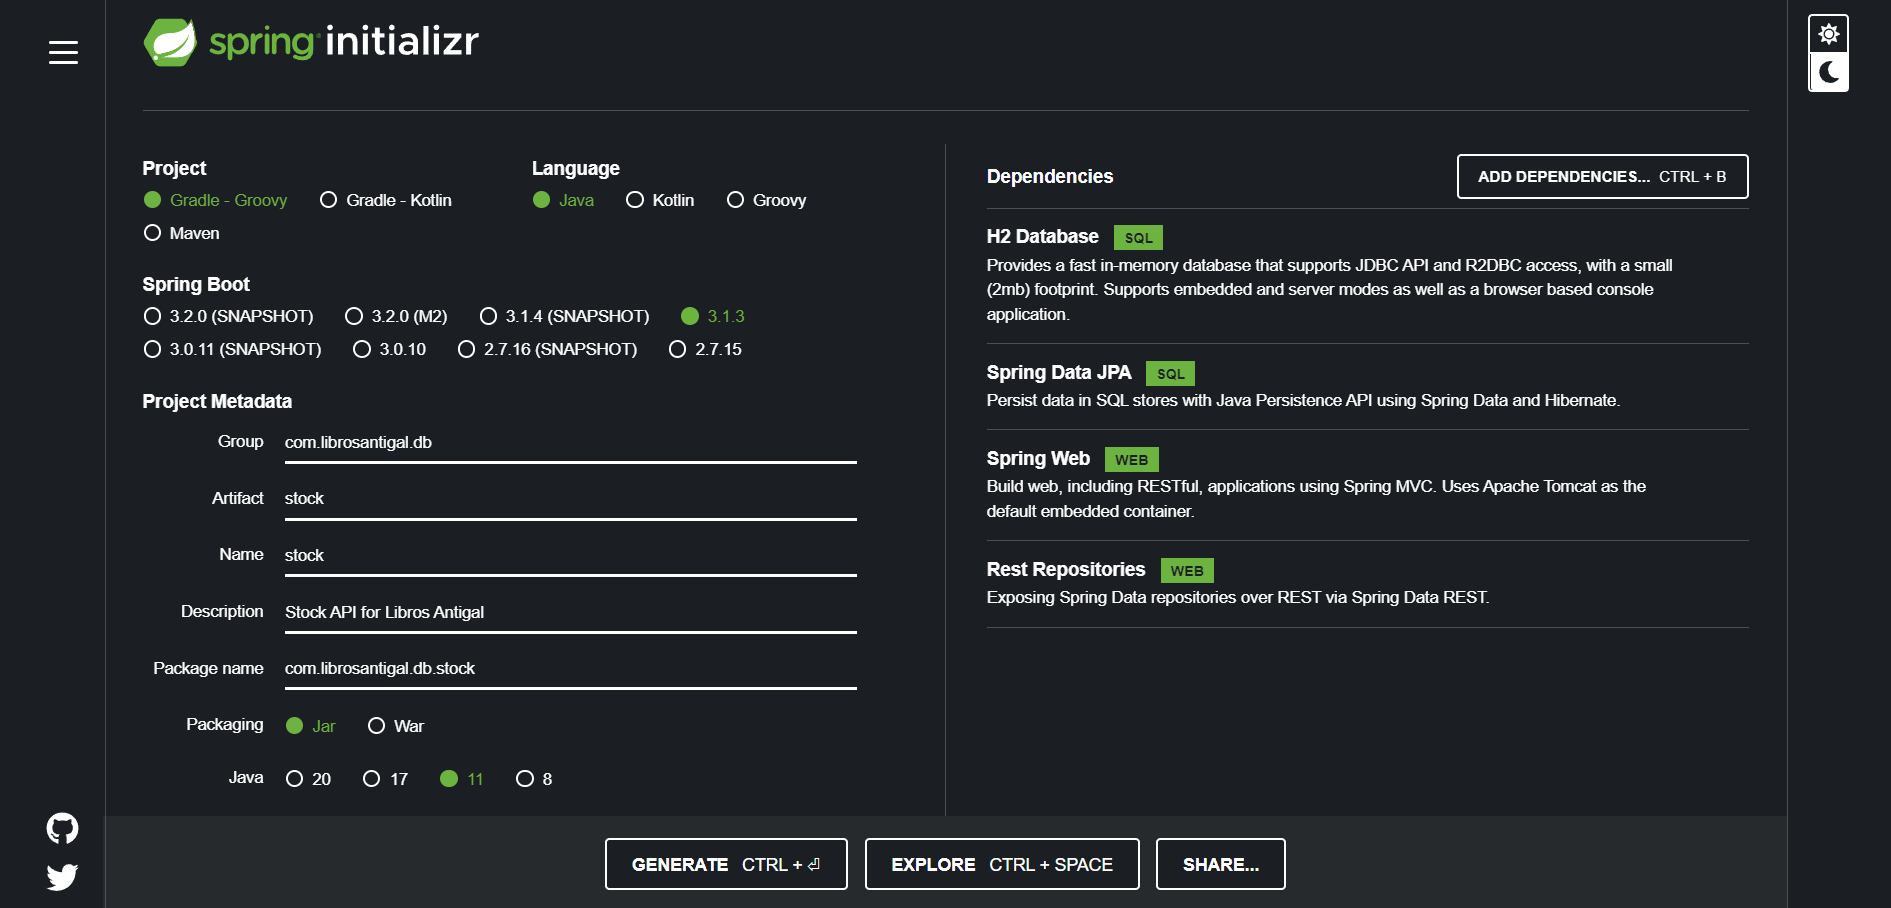 spring initializr
Project
Gradle - Groovy Gradle - Kotlin
Maven
Language
Java Kotlin Groovy
Spring Boot
3.2.0 (SNAPSHOT) 3.2.0 (M2) 3.1.4 (SNAPSHOT) 3.1.3
3.0.11 (SNAPSHOT) 3.0.10 2.7.16 (SNAPSHOT) 2.7.15
Project Metadata
Group com.librosantigal.db
Artifact stock
Name stock
Description Stock API for Libros Antigal
Package name com.librosantigal.db.stock
Packaging Jar War
Java 20 17 11 8
Dependencies ADD DEPENDENCIES... CTRL + B
H2 Database SQL
Provides a fast in-memory database that supports JDBC API and R2DBC access, with a small
(2mb) footprint. Supports embedded and server modes as well as a browser based console
application.
Spring Data JPA SQL
Persist data in SQL stores with Java Persistence API using Spring Data and Hibernate.
Spring Web WEB
Build web, including RESTful, applications using Spring MVC. Uses Apache Tomcat as the
default embedded container.
Rest Repositories WEB
Exposing Spring Data repositories over REST via Spring Data REST.
GENERATE CTRL + ⏎ EXPLORE CTRL + SPACE SHARE...